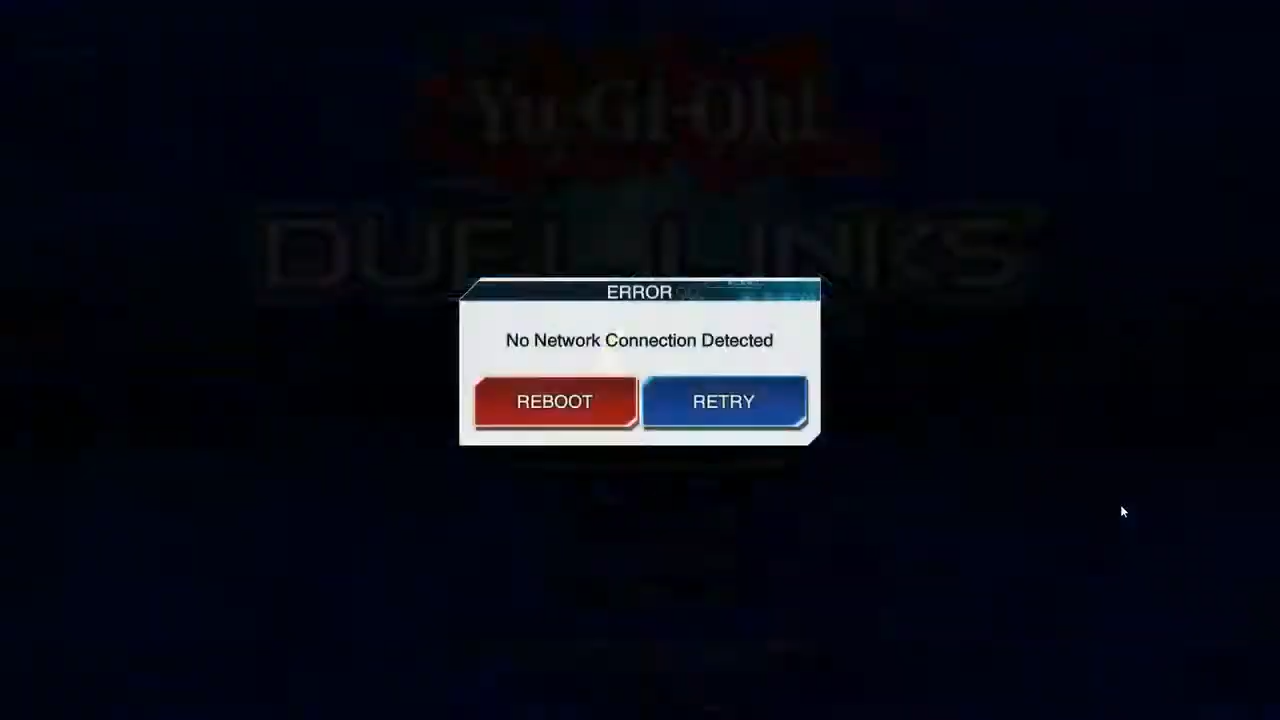 Yu-Gi-Oh!
DUEL LINKS
ERROR
No Network Connection Detected
REBOOT
RETRY